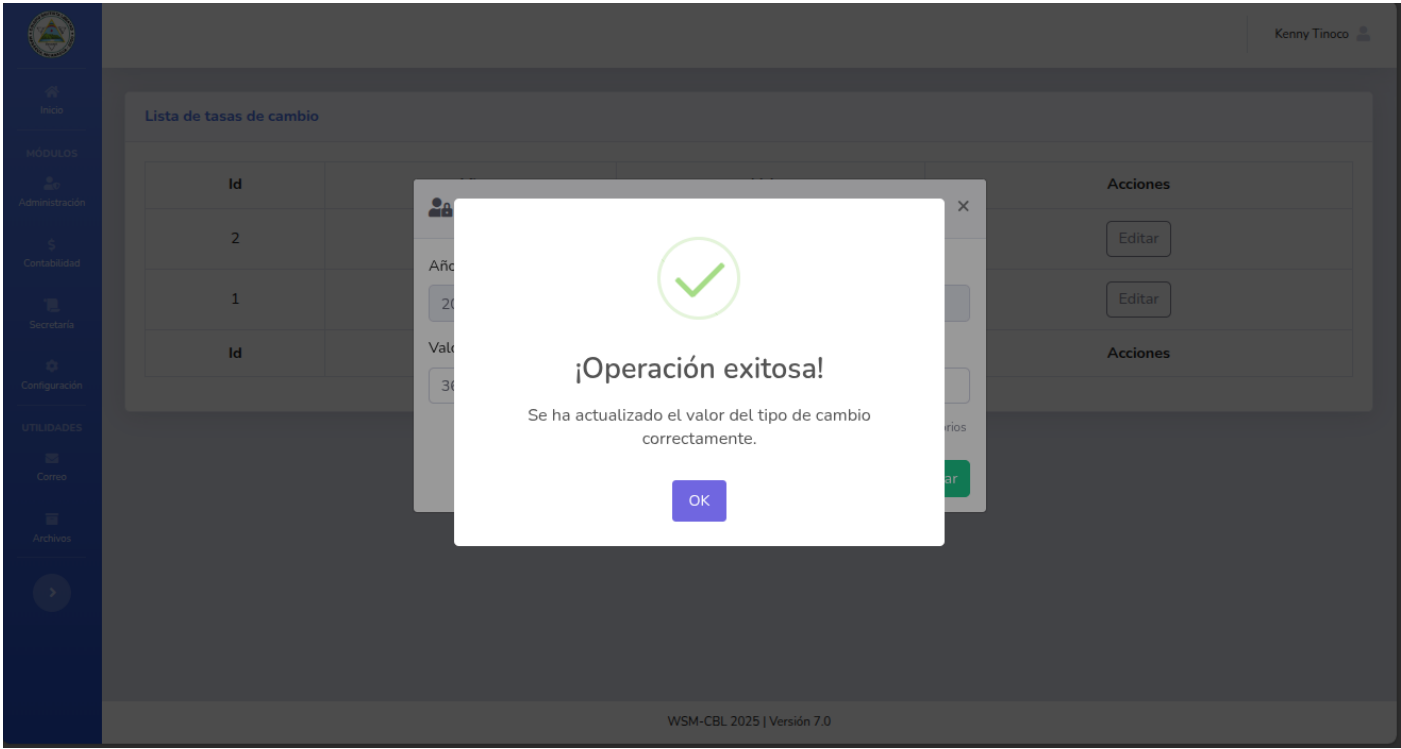 Kenny Tinoco
Inicio
MÓDULOS
Administración
Contabilidad
Secretaría
Configuración
UTILIDADES
Correo
Archivos
Lista de tasas de cambio
Id Acciones
2 Editar
1 Editar
Id Acciones
¡Operación exitosa!
Se ha actualizado el valor del tipo de cambio
correctamente.
OK
WSM-CBL 2025 | Versión 7.0